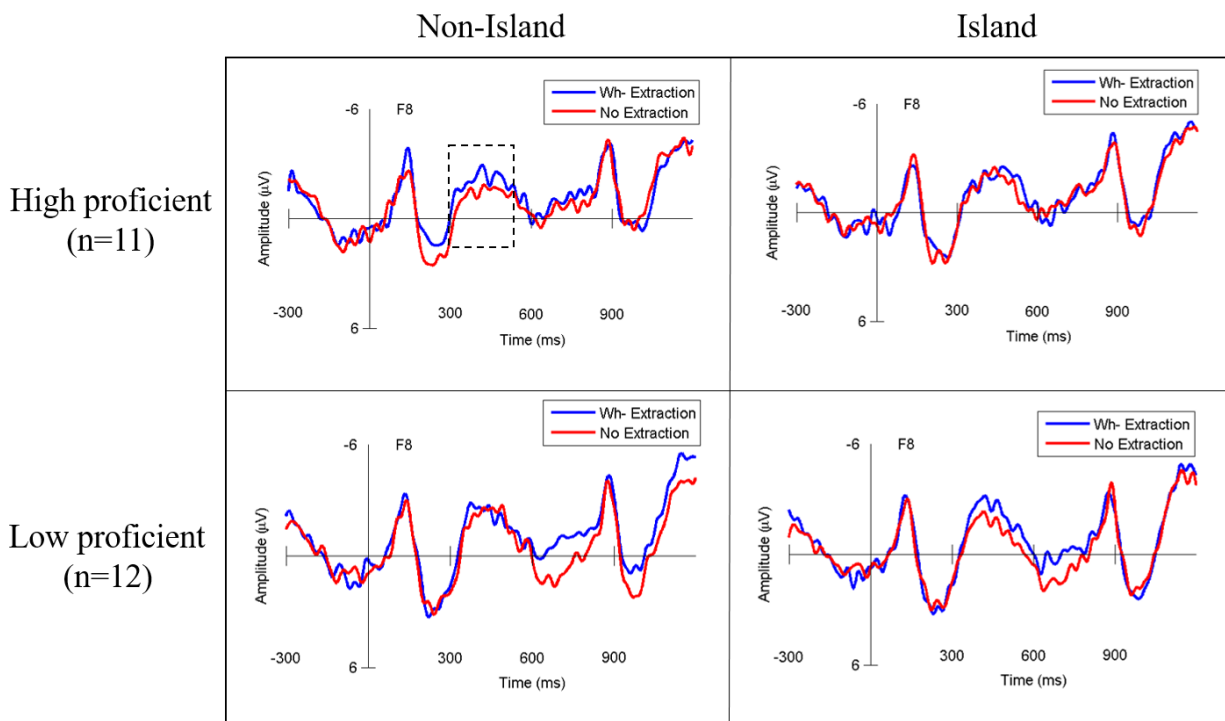 Non-Island
Island
High proficient
(n=11)
-6
F8
Wh- Extraction
No Extraction
Amplitude (µV)
-300
300
600
900
6
Time (ms)
-6
F8
Wh- Extraction
No Extraction
Amplitude (µV)
-300
300
600
900
6
Time (ms)
Low proficient
(n=12)
-6
F8
Wh- Extraction
No Extraction
Amplitude (µV)
-300
300
600
900
6
Time (ms)
-6
F8
Wh- Extraction
No Extraction
Amplitude (µV)
-300
300
600
900
6
Time (ms)